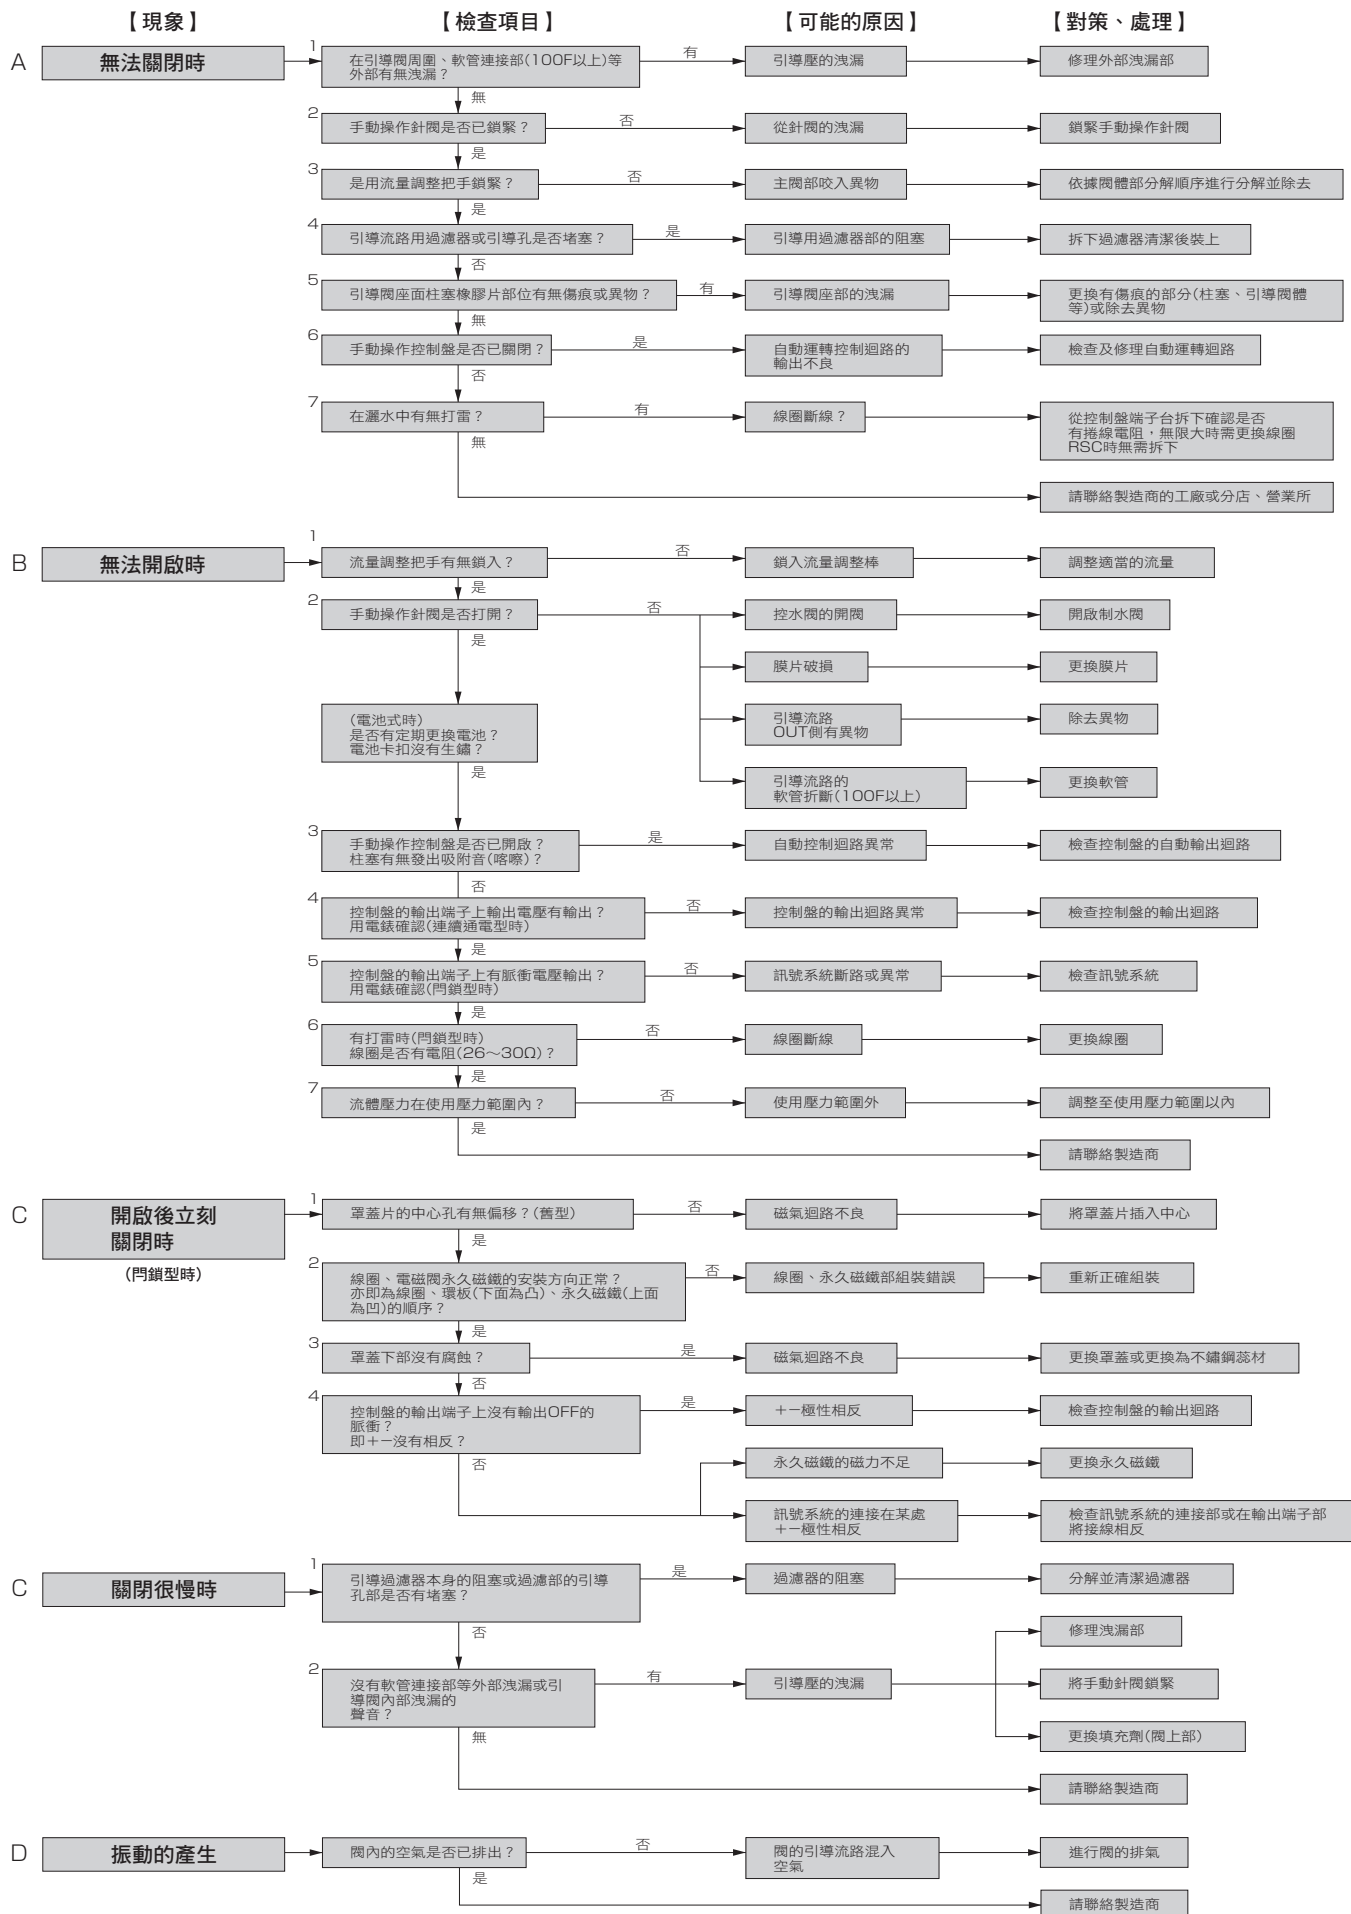 【現象】
【檢查項目】
【可能的原因】
【對策、處理】
A
無法關閉時
1
在引導閥周圍、軟管連接部(100F以上)等
外部有無洩漏？
有
引導壓的洩漏
修理外部洩漏部
無
2
手動操作針閥是否已鎖緊？
否
從針閥的洩漏
鎖緊手動操作針閥
是
3
是用流量調整把手鎖緊？
否
主閥部咬入異物
依據閥體部分解順序進行分解並除去
是
4
引導流路用過濾器或引導孔是否堵塞？
是
引導用過濾器部的阻塞
拆下過濾器清潔後裝上
否
5
引導閥座面柱塞橡膠片部位有無傷痕或異物？
有
引導閥座部的洩漏
更換有傷痕的部分(柱塞、引導閥體
等)或除去異物
無
6
手動操作控制盤是否已關閉？
是
自動運轉控制迴路的
輸出不良
檢查及修理自動運轉迴路
否
7
在灑水中有無打雷？
有
線圈斷線？
從控制盤端子台拆下確認是否
有捲線電阻，無限大時需更換線圈
RSC時無需拆下
無
請聯絡製造商的工廠或分店、營業所
B
無法開啟時
1
流量調整把手有無鎖入？
否
鎖入流量調整棒
調整適當的流量
是
2
手動操作針閥是否打開？
否
控水閥的開閥
開啟制水閥
是
膜片破損
更換膜片
(電池式時)
是否有定期更換電池？
電池卡扣沒有生鏽？
引導流路
OUT側有異物
除去異物
是
引導流路的
軟管折斷(100F以上)
更換軟管
3
手動操作控制盤是否已開啟？
柱塞有無發出吸附音(喀嚓)？
是
自動控制迴路異常
檢查控制盤的自動輸出迴路
否
4
控制盤的輸出端子上輸出電壓有輸出？
用電錶確認(連續通電型時)
否
控制盤的輸出迴路異常
檢查控制盤的輸出迴路
是
5
控制盤的輸出端子上有脈衝電壓輸出？
用電錶確認(閂鎖型時)
否
訊號系統斷路或異常
檢查訊號系統
是
6
有打雷時(閂鎖型時)
線圈是否有電阻(26～30Ω)？
否
線圈斷線
更換線圈
是
7
流體壓力在使用壓力範圍內？
否
使用壓力範圍外
調整至使用壓力範圍以內
是
請聯絡製造商
C
開啟後立刻
關閉時
(閂鎖型時)
1
罩蓋片的中心孔有無偏移？(舊型)
否
磁氣迴路不良
將罩蓋片插入中心
是
2
線圈、電磁閥永久磁鐵的安裝方向正常？
亦即為線圈、環板(下面為凸)、永久磁鐵(上面
為凹)的順序？
否
線圈、永久磁鐵部組裝錯誤
重新正確組裝
是
3
罩蓋下部沒有腐蝕？
是
磁氣迴路不良
更換罩蓋或更換為不鏽鋼蕊材
否
4
控制盤的輸出端子上沒有輸出OFF的
脈衝？
即+−沒有相反？
是
+−極性相反
檢查控制盤的輸出迴路
否
永久磁鐵的磁力不足
更換永久磁鐵
訊號系統的連接在某處
+−極性相反
檢查訊號系統的連接部或在輸出端子部
將接線相反
C
關閉很慢時
1
引導過濾器本身的阻塞或過濾部的引導
孔部是否有堵塞？
是
過濾器的阻塞
分解並清潔過濾器
否
修理洩漏部
2
沒有軟管連接部等外部洩漏或引
導閥內部洩漏的
聲音？
有
引導壓的洩漏
將手動針閥鎖緊
無
更換填充劑(閥上部)
請聯絡製造商
D
振動的產生
閥內的空氣是否已排出？
否
閥的引導流路混入
空氣
進行閥的排氣
是
請聯絡製造商